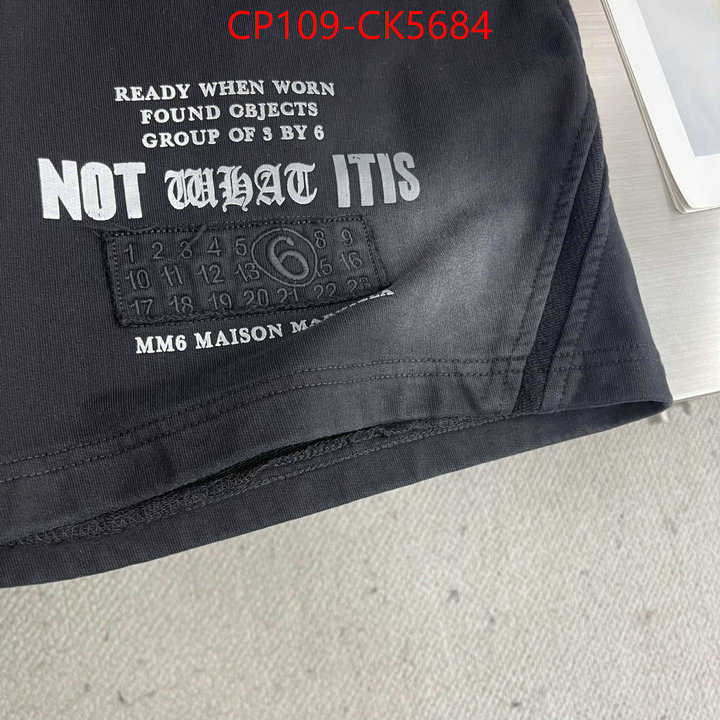 CP109-CK5684
READY WHEN WORN
FOUND OBJECTS
GROUP OF 3 BY 6
NOT WHAT ITIS
1 2 3 4 5 6 8 9
10 11 12 13 15 16
17 18 19 20 21 22
MM6 MAISON